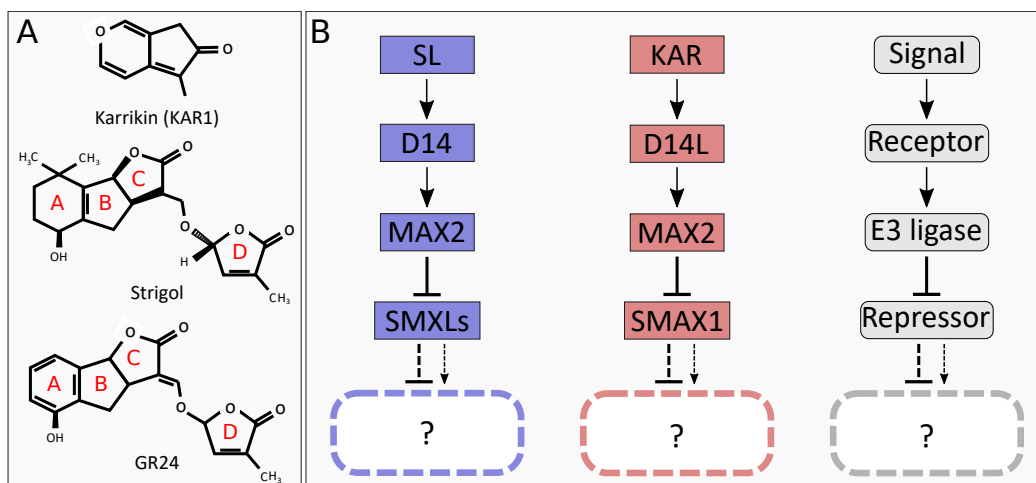 A
O
O
Karrikin (KAR1)
H₃C
CH₃
O
O
C
A
B
O
O
O
D
H
OH
CH₃
Strigol
O
O
C
A
B
O
O
O
D
OH
CH₃
GR24
B
SL
KAR
Signal
D14
D14L
Receptor
MAX2
MAX2
E3 ligase
SMXLs
SMAX1
Repressor
?
?
?